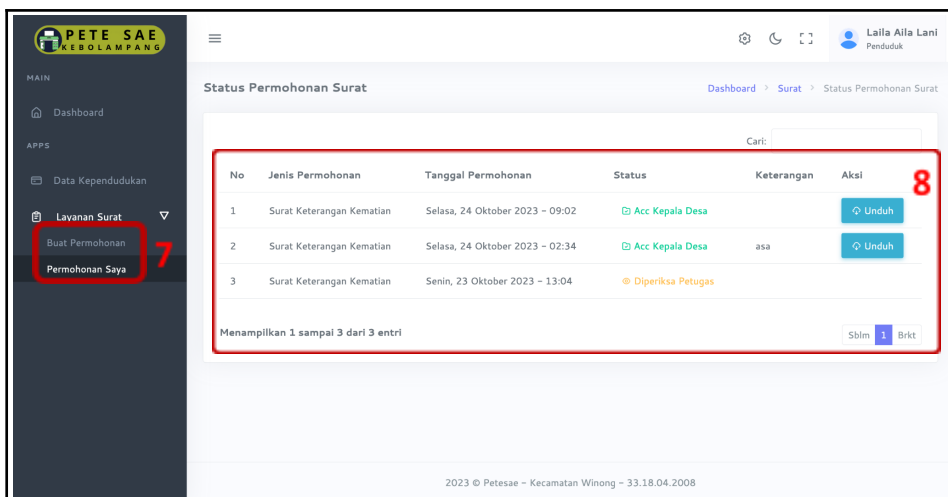 PETE SAE
KEBOLAMPANG
Laila Aila Lani
Penduduk
MAIN
Dashboard
APPS
Data Kependudukan
Layanan Surat
Buat Permohonan
Permohonan Saya
7
Status Permohonan Surat
Dashboard > Surat > Status Permohonan Surat
Cari:
8
No Jenis Permohonan Tanggal Permohonan Status Keterangan Aksi
1 Surat Keterangan Kematian Selasa, 24 Oktober 2023 - 09:02 Acc Kepala Desa Unduh
2 Surat Keterangan Kematian Selasa, 24 Oktober 2023 - 02:34 Acc Kepala Desa asa Unduh
3 Surat Keterangan Kematian Senin, 23 Oktober 2023 - 13:04 Diperiksa Petugas
Menampilkan 1 sampai 3 dari 3 entri
Sblm 1 Brkt
2023 © Petesae - Kecamatan Winong - 33.18.04.2008